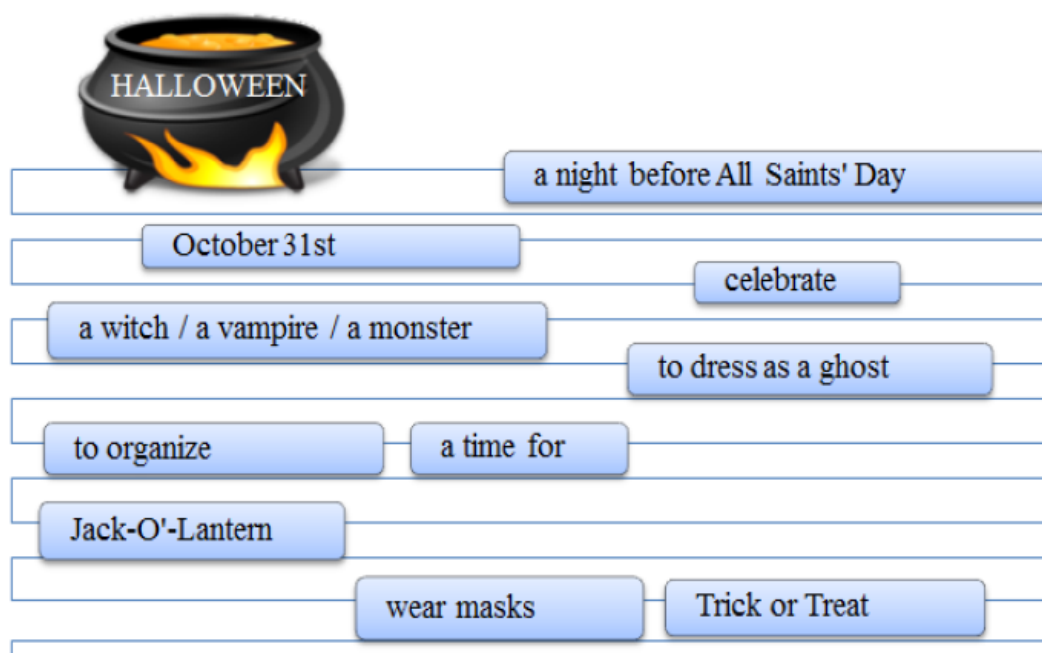 HALLOWEEN
a night before All Saints' Day
October 31st
celebrate
a witch / a vampire / a monster
to dress as a ghost
to organize
a time for
Jack-O'-Lantern
wear masks
Trick or Treat